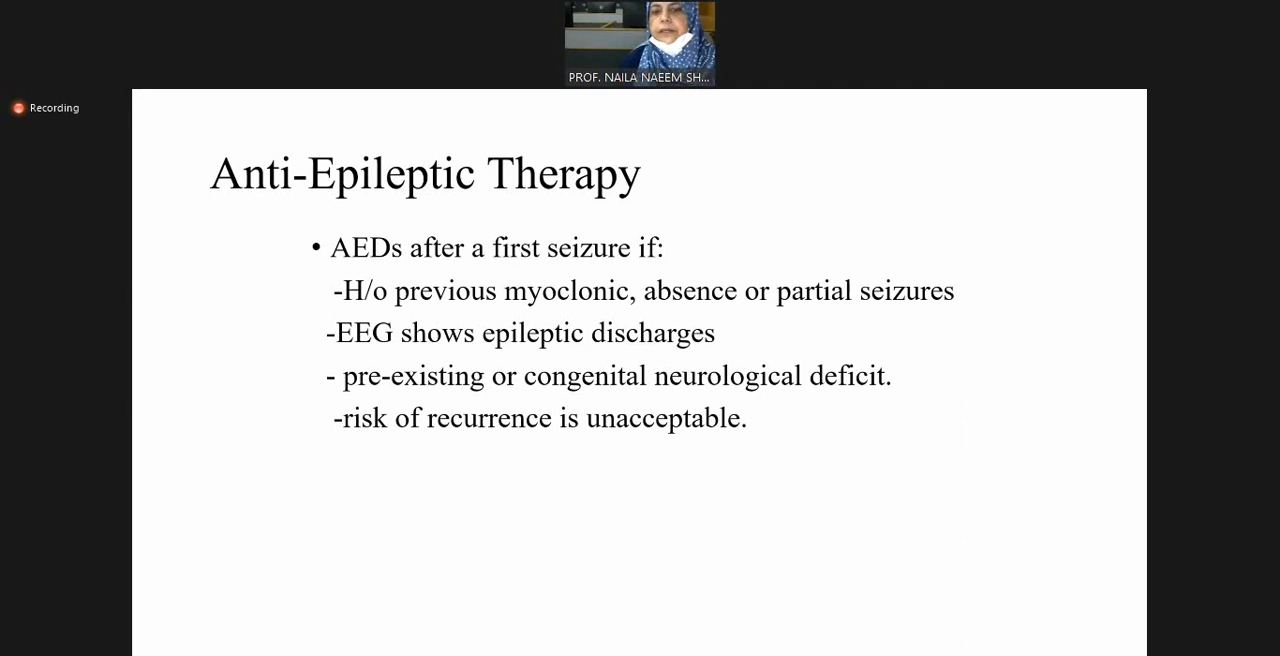 PROF. NAILA NAEEM SH...
Recording
Anti-Epileptic Therapy
• AEDs after a first seizure if:
-H/o previous myoclonic, absence or partial seizures
-EEG shows epileptic discharges
- pre-existing or congenital neurological deficit.
-risk of recurrence is unacceptable.